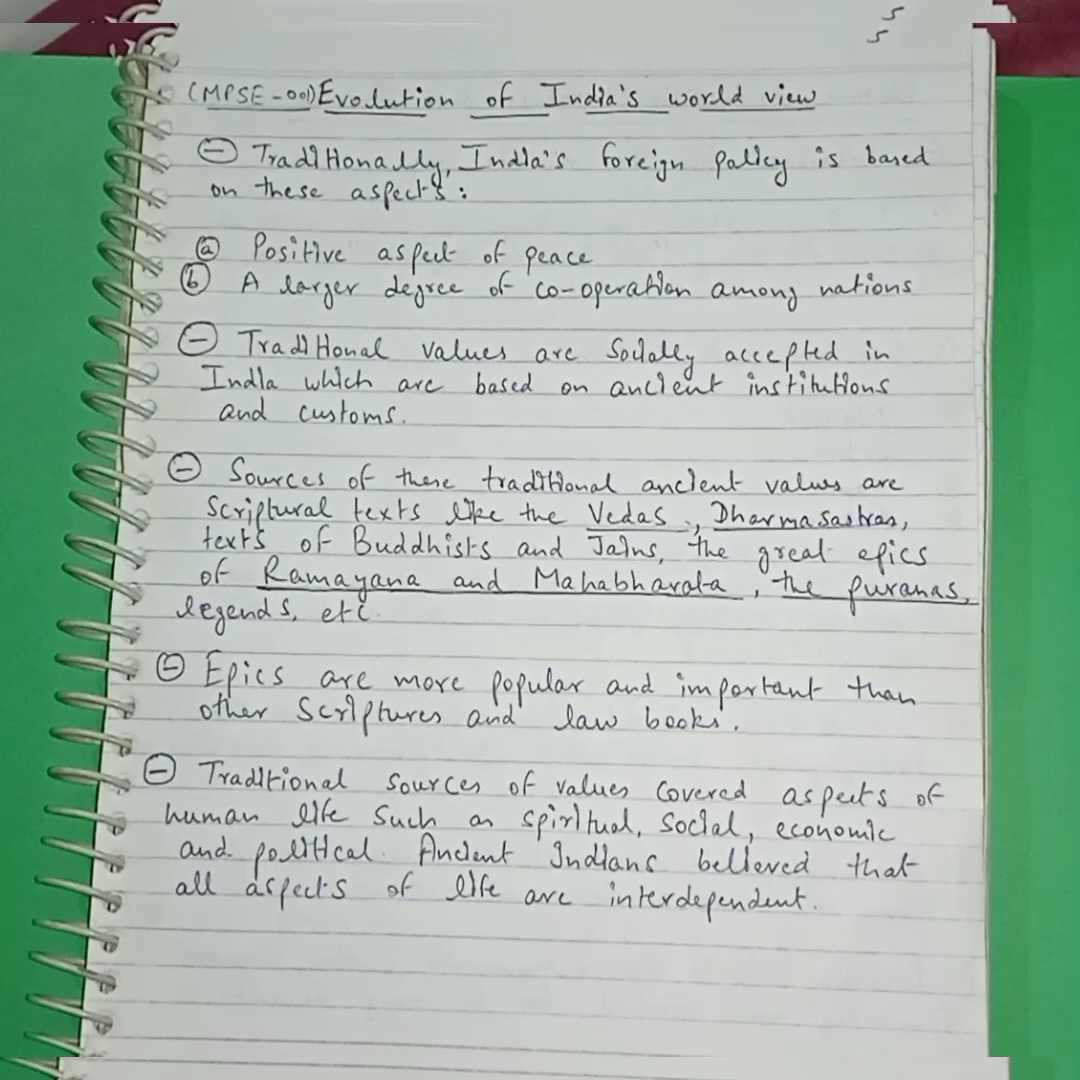 (MPSE-001) Evolution of India's world view
⊖ Traditionally, India's foreign policy is based
on these aspects:
ⓐ Positive aspect of peace
ⓑ A larger degree of co-operation among nations
⊖ Traditional values are socially accepted in
India which are based on ancient institutions
and customs.
⊖ Sources of these traditional ancient values are
Scriptural texts like the Vedas, Dharmasastras,
texts of Buddhists and Jains, the great epics
of Ramayana and Mahabharata, the puranas,
legends, etc.
⊖ Epics are more popular and important than
other Scriptures and law books.
⊖ Traditional sources of values covered aspects of
human life such as spiritual, social, economic
and political. Ancient Indians believed that
all aspects of life are interdependent.